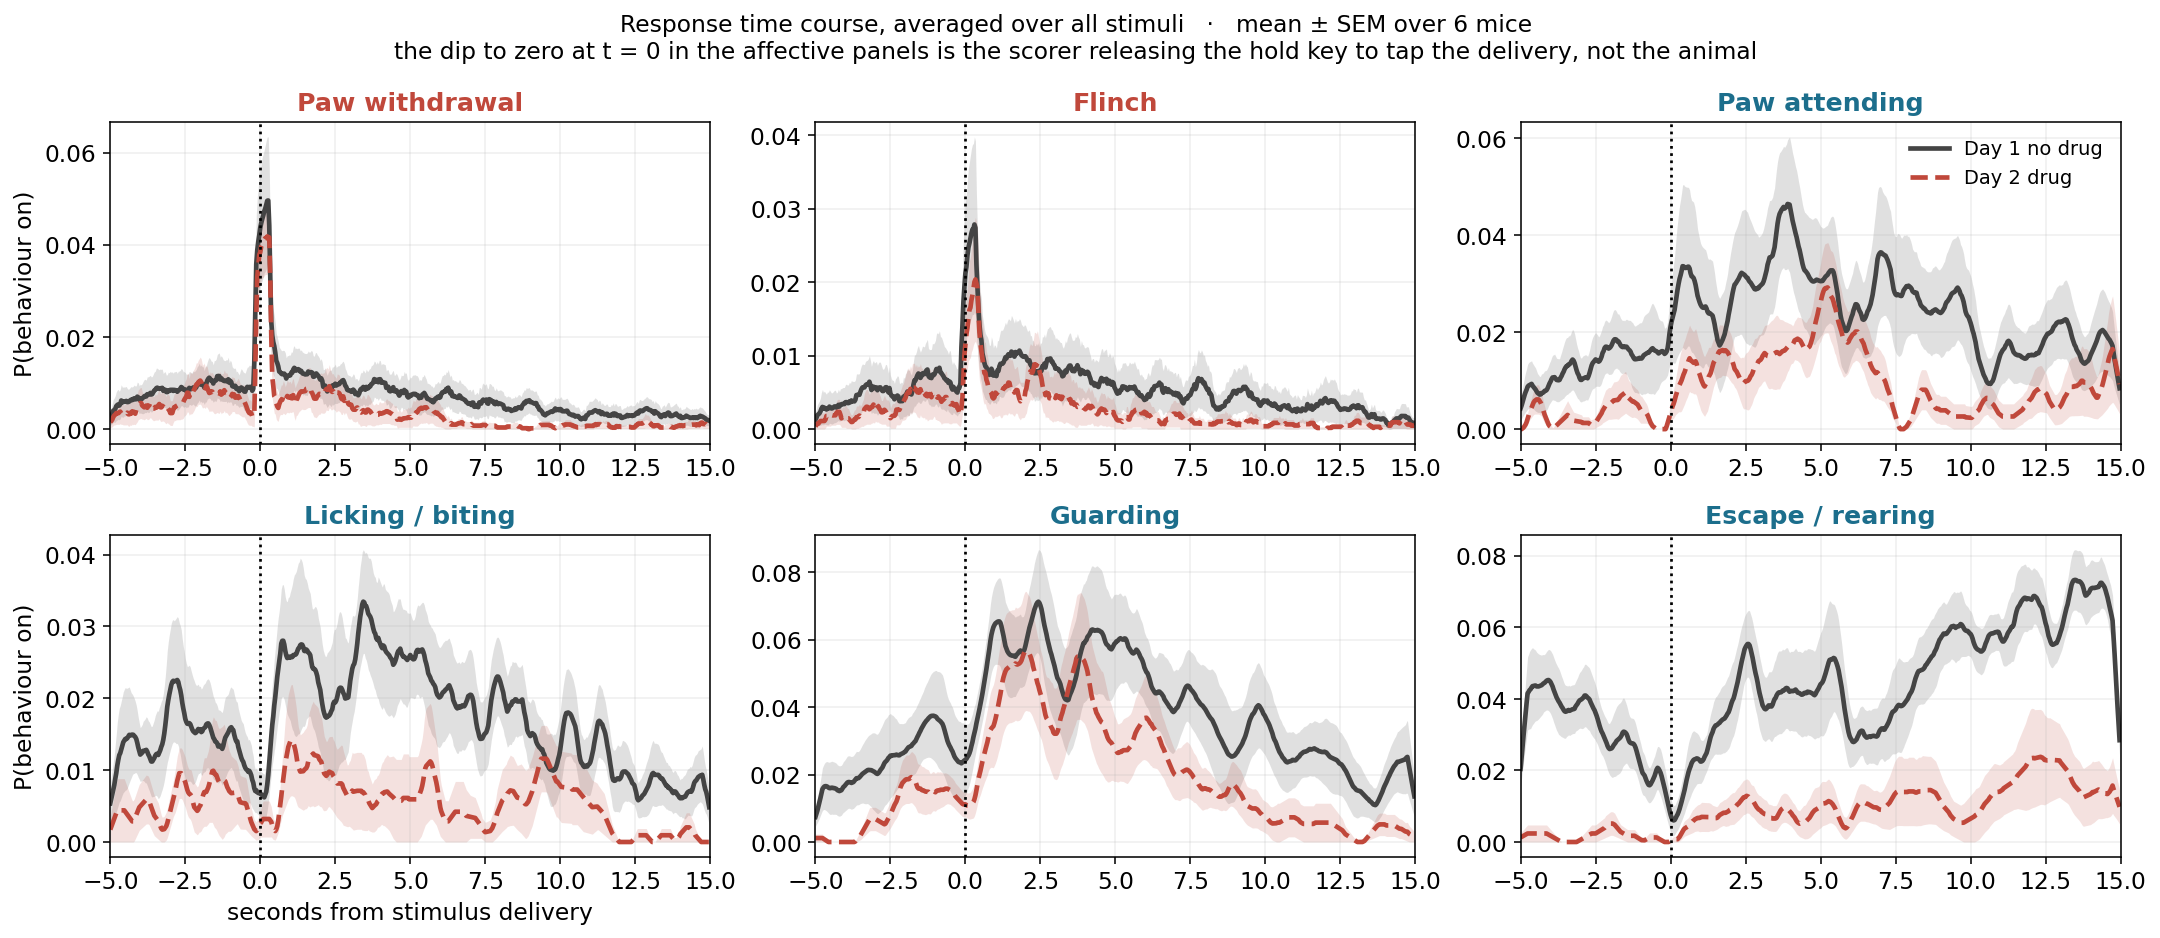 Response time course, averaged over all stimuli · mean ± SEM over 6 mice
the dip to zero at t = 0 in the affective panels is the scorer releasing the hold key to tap the delivery, not the animal
Paw withdrawal
P(behaviour on)
0.06
0.04
0.02
0.00
−5.0 −2.5 0.0 2.5 5.0 7.5 10.0 12.5 15.0
Flinch
0.04
0.03
0.02
0.01
0.00
−5.0 −2.5 0.0 2.5 5.0 7.5 10.0 12.5 15.0
Paw attending
Day 1 no drug
Day 2 drug
0.06
0.04
0.02
0.00
−5.0 −2.5 0.0 2.5 5.0 7.5 10.0 12.5 15.0
Licking / biting
P(behaviour on)
0.04
0.03
0.02
0.01
0.00
−5.0 −2.5 0.0 2.5 5.0 7.5 10.0 12.5 15.0
seconds from stimulus delivery
Guarding
0.08
0.06
0.04
0.02
0.00
−5.0 −2.5 0.0 2.5 5.0 7.5 10.0 12.5 15.0
Escape / rearing
0.08
0.06
0.04
0.02
0.00
−5.0 −2.5 0.0 2.5 5.0 7.5 10.0 12.5 15.0